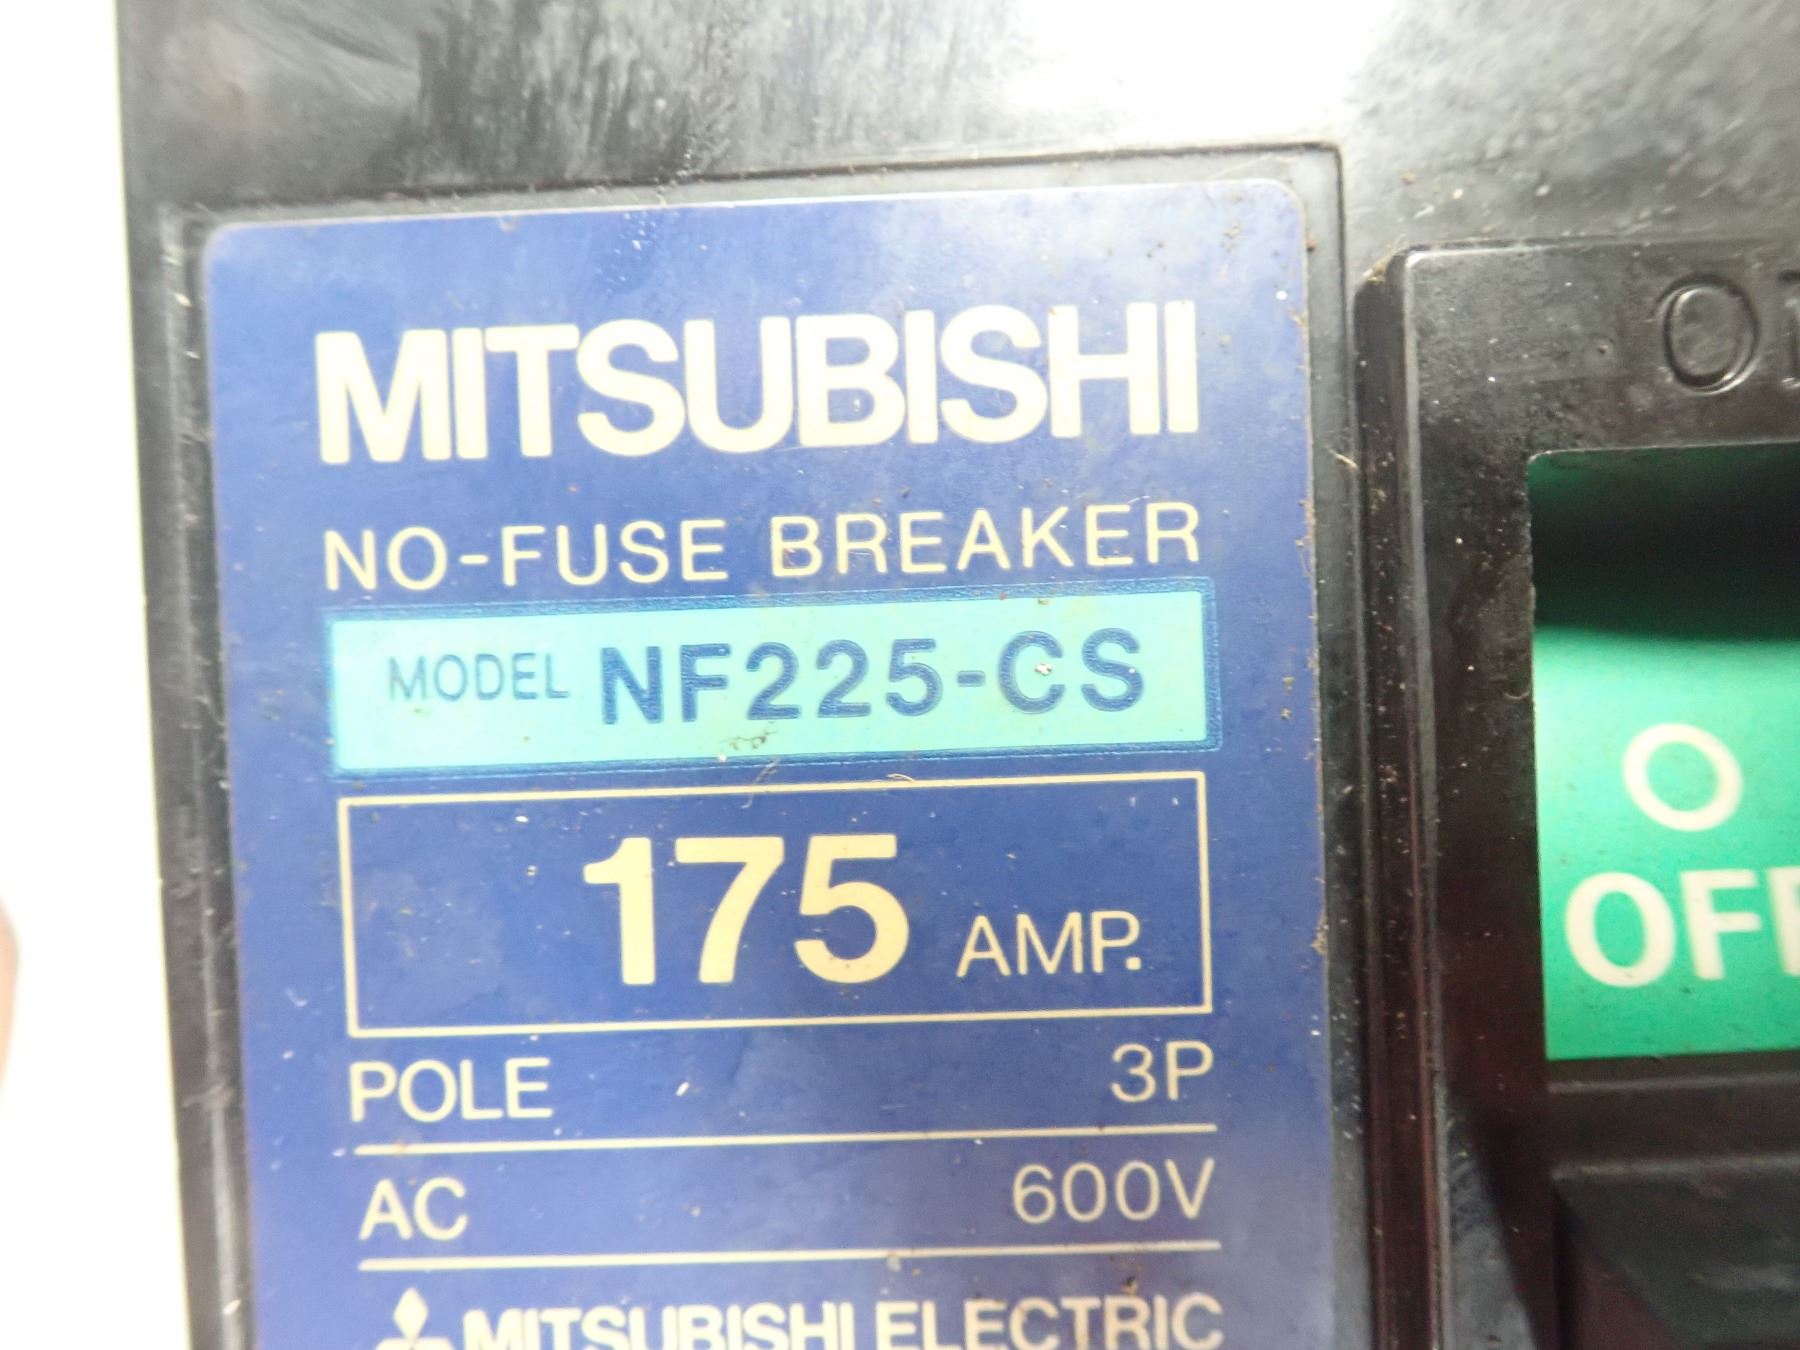 MITSUBISHI
NO-FUSE BREAKER
MODEL NF225-CS
175 AMP.
POLE 3P
AC 600V
MITSUBISHI ELECTRIC
O
OFF